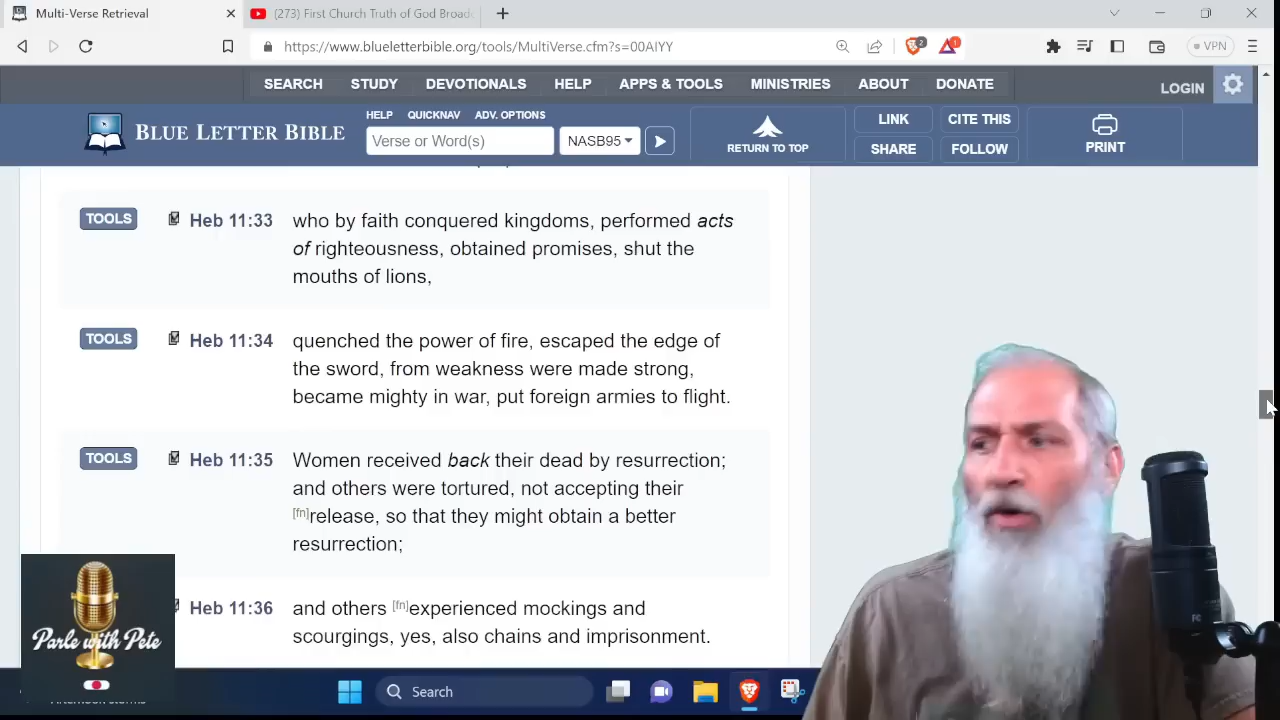 Multi-Verse Retrieval
(273) First Church Truth of God Broad
https://www.blueletterbible.org/tools/MultiVerse.cfm?s=00AIYY
2
1
VPN
SEARCH STUDY DEVOTIONALS HELP APPS & TOOLS MINISTRIES ABOUT DONATE
LOGIN
BLUE LETTER BIBLE
HELP QUICKNAV ADV. OPTIONS
Verse or Word(s)
NASB95
RETURN TO TOP
LINK
CITE THIS
SHARE
FOLLOW
PRINT
TOOLS Heb 11:33 who by faith conquered kingdoms, performed acts
of righteousness, obtained promises, shut the
mouths of lions,
TOOLS Heb 11:34 quenched the power of fire, escaped the edge of
the sword, from weakness were made strong,
became mighty in war, put foreign armies to flight.
TOOLS Heb 11:35 Women received back their dead by resurrection;
and others were tortured, not accepting their
[fn]release, so that they might obtain a better
resurrection;
Heb 11:36 and others [fn]experienced mockings and
scourgings, yes, also chains and imprisonment.
Parle with Pete
Search